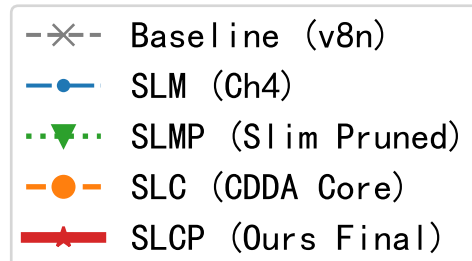 Baseline (v8n)
SLM (Ch4)
SLMP (Slim Pruned)
SLC (CDDA Core)
SLCP (Ours Final)